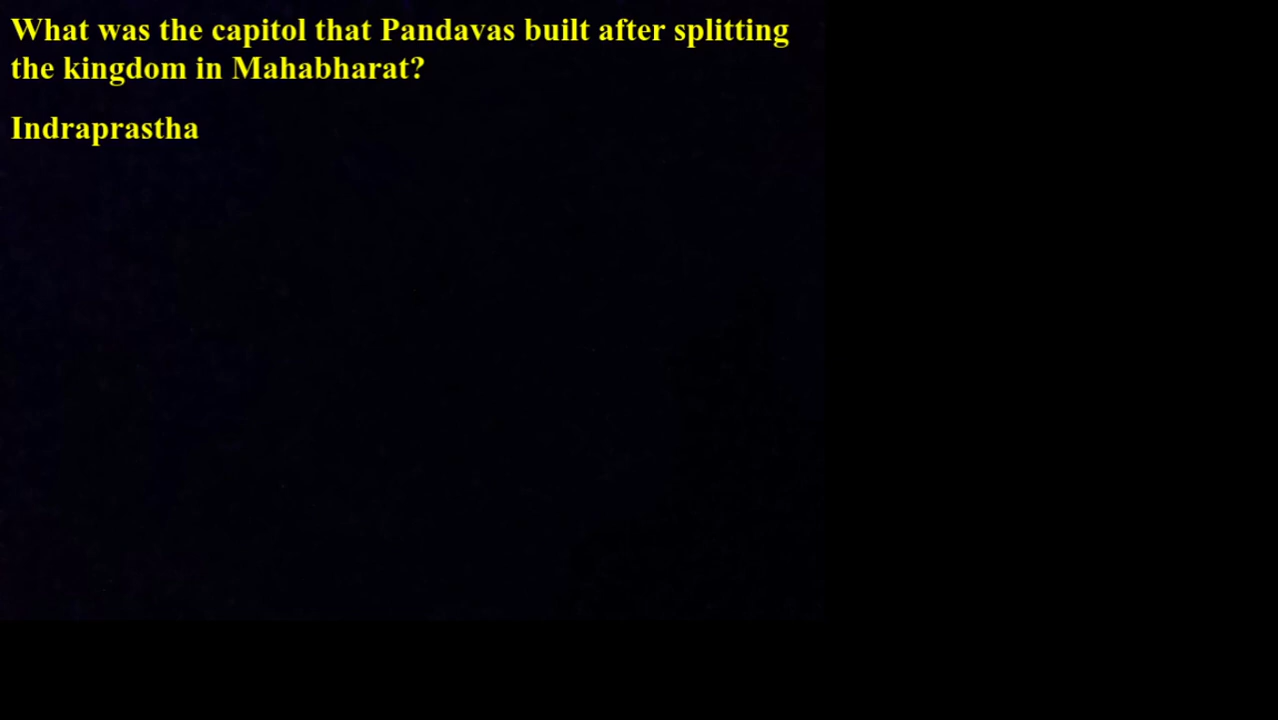 What was the capitol that Pandavas built after splitting
the kingdom in Mahabharat?
Indraprastha